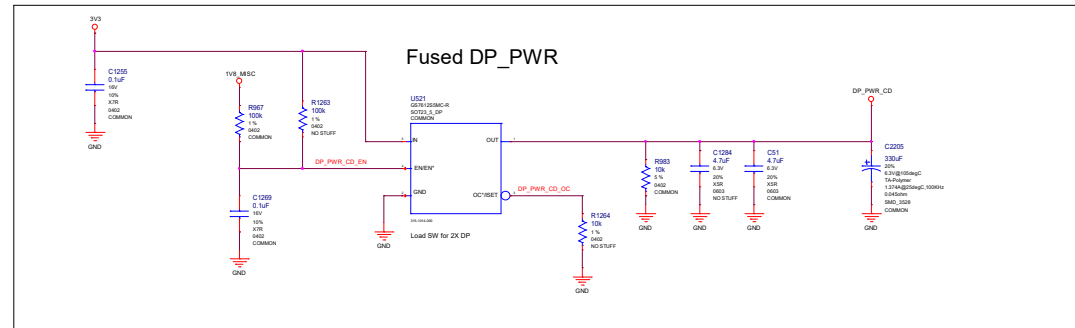 3V3
Fused DP_PWR
C1255
0.1uF
16V
10%
X7R
0402
COMMON
GND
1V8_MISC
R967
100k
1%
0402
COMMON
R1263
100k
1%
0402
NO STUFF
U521
SOT23_5_DP
COMMON
IN
OUT
DP_PWR_CD_EN
EN/EN*
GND
OC*/ISET
DP_PWR_CD_OC
Load SW for 2X DP
GND
C1269
0.1uF
16V
10%
X7R
0402
COMMON
GND
R1264
10k
1%
0402
NO STUFF
GND
R983
10k
5%
0402
COMMON
GND
C1284
4.7uF
6.3V
20%
X5R
0603
NO STUFF
GND
C51
4.7uF
6.3V
20%
X5R
0603
COMMON
GND
DP_PWR_CD
C2205
330uF
20%
6.3V@105degC
TA-Polymer
1.374A@25degC_100KHz
0.045ohm
SMD_3528
COMMON
GND